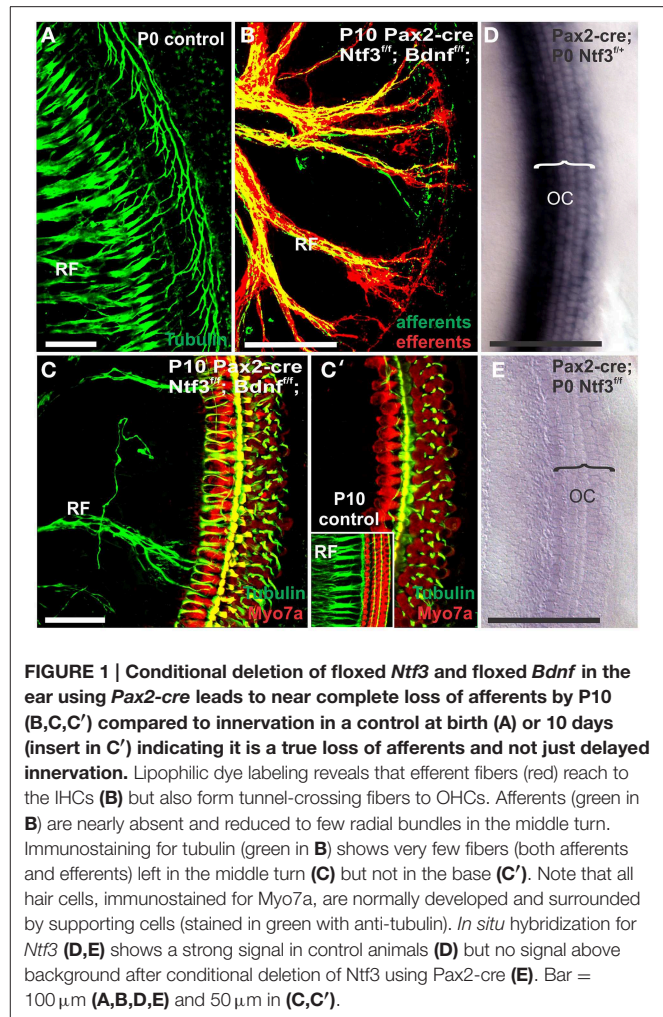 A
P0 control
B
P10 Pax2-cre
Ntf3f/f; Bdnff/f;
D
Pax2-cre;
P0 Ntf3f/+
OC
RF
Tubulin
RF
afferents
efferents
C
P10 Pax2-cre
Ntf3f/f; Bdnff/f;
C'
E
Pax2-cre;
P0 Ntf3f/f
OC
RF
P10
control
RF
Tubulin
Myo7a
Tubulin
Myo7a
FIGURE 1 | Conditional deletion of floxed Ntf3 and floxed Bdnf in the
ear using Pax2-cre leads to near complete loss of afferents by P10
(B,C,C′) compared to innervation in a control at birth (A) or 10 days
(insert in C′) indicating it is a true loss of afferents and not just delayed
innervation. Lipophilic dye labeling reveals that efferent fibers (red) reach to
the IHCs (B) but also form tunnel-crossing fibers to OHCs. Afferents (green in
B) are nearly absent and reduced to few radial bundles in the middle turn.
Immunostaining for tubulin (green in B) shows very few fibers (both afferents
and efferents) left in the middle turn (C) but not in the base (C′). Note that all
hair cells, immunostained for Myo7a, are normally developed and surrounded
by supporting cells (stained in green with anti-tubulin). In situ hybridization for
Ntf3 (D,E) shows a strong signal in control animals (D) but no signal above
background after conditional deletion of Ntf3 using Pax2-cre (E). Bar =
100 μm (A,B,D,E) and 50 μm in (C,C′).